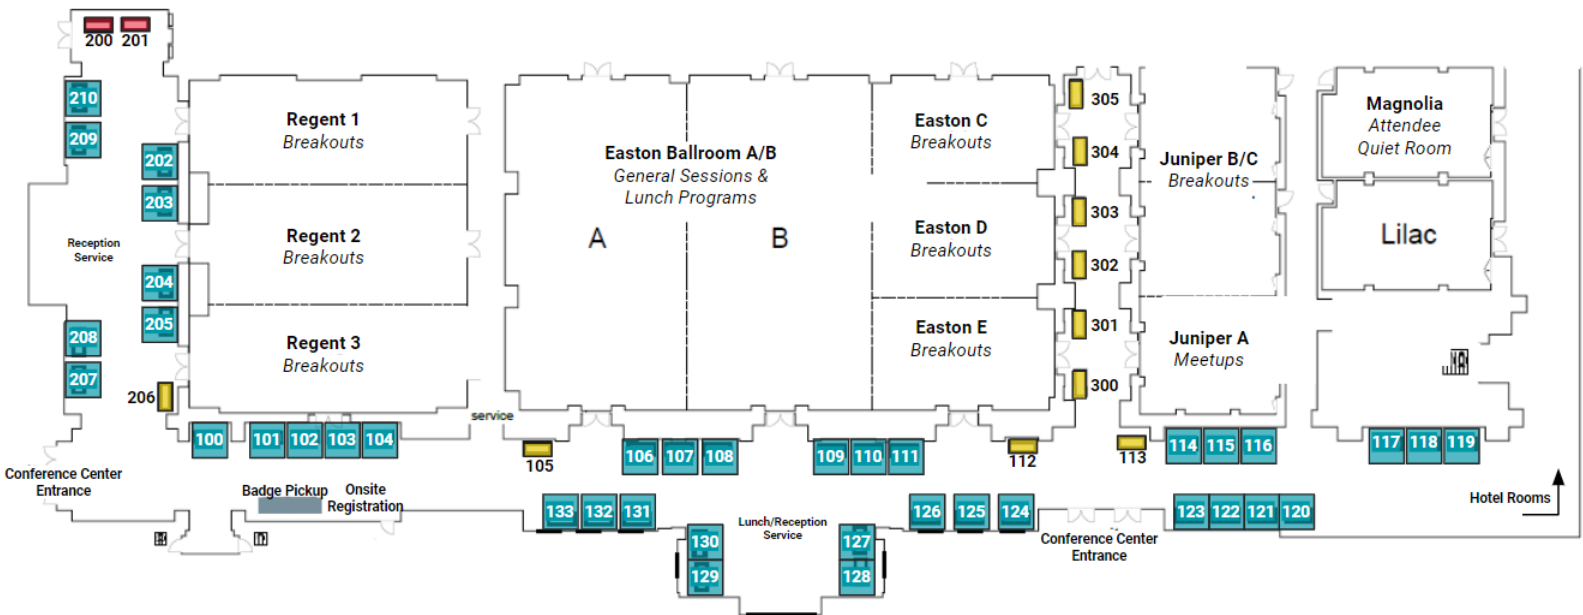 200 201
210
209
202
203
Reception
Service
204
205
208
207
206
Regent 1
Breakouts
Regent 2
Breakouts
Regent 3
Breakouts
Easton Ballroom A/B
General Sessions &
Lunch Programs
A
B
Easton C
Breakouts
Easton D
Breakouts
Easton E
Breakouts
305
304
303
302
301
300
Juniper B/C
Breakouts
Juniper A
Meetups
Magnolia
Attendee
Quiet Room
Lilac
service
100 101 102 103 104
105
106 107 108
109 110 111
112
113
114 115 116
117 118 119
Conference Center
Entrance
Badge Pickup
Onsite
Registration
133 132 131
130
129
Lunch/Reception
Service
127
128
126 125 124
Conference Center
Entrance
123 122 121 120
Hotel Rooms